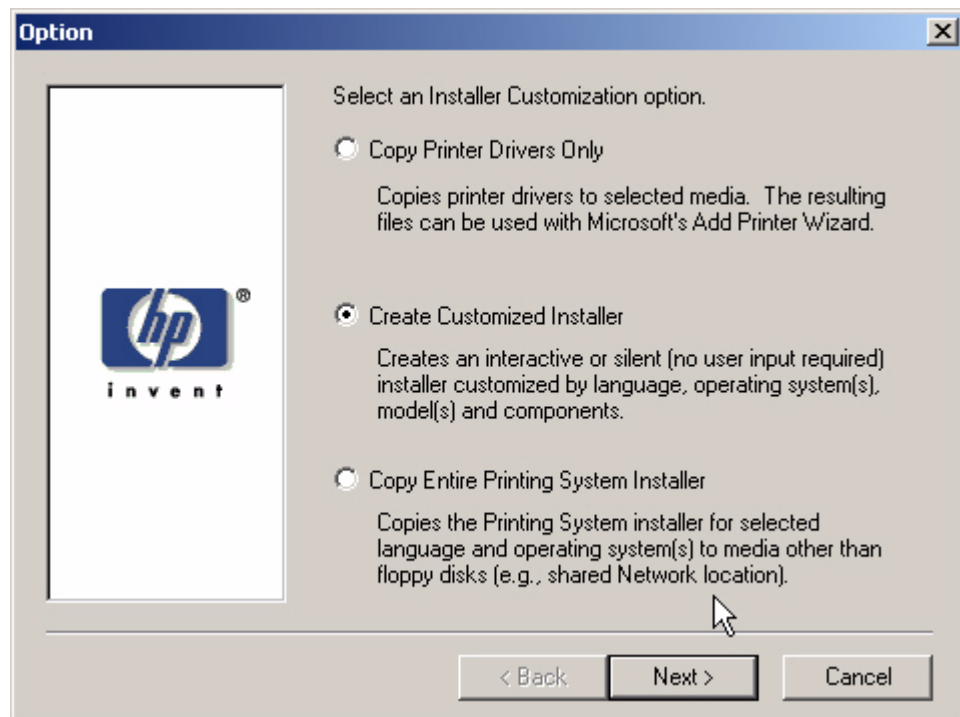 Option
Select an Installer Customization option.
Copy Printer Drivers Only
Copies printer drivers to selected media.  The resulting
files can be used with Microsoft's Add Printer Wizard.
hp®
invent
Create Customized Installer
Creates an interactive or silent (no user input required)
installer customized by language, operating system(s),
model(s) and components.
Copy Entire Printing System Installer
Copies the Printing System installer for selected
language and operating system(s) to media other than
floppy disks (e.g., shared Network location).
< Back
Next >
Cancel